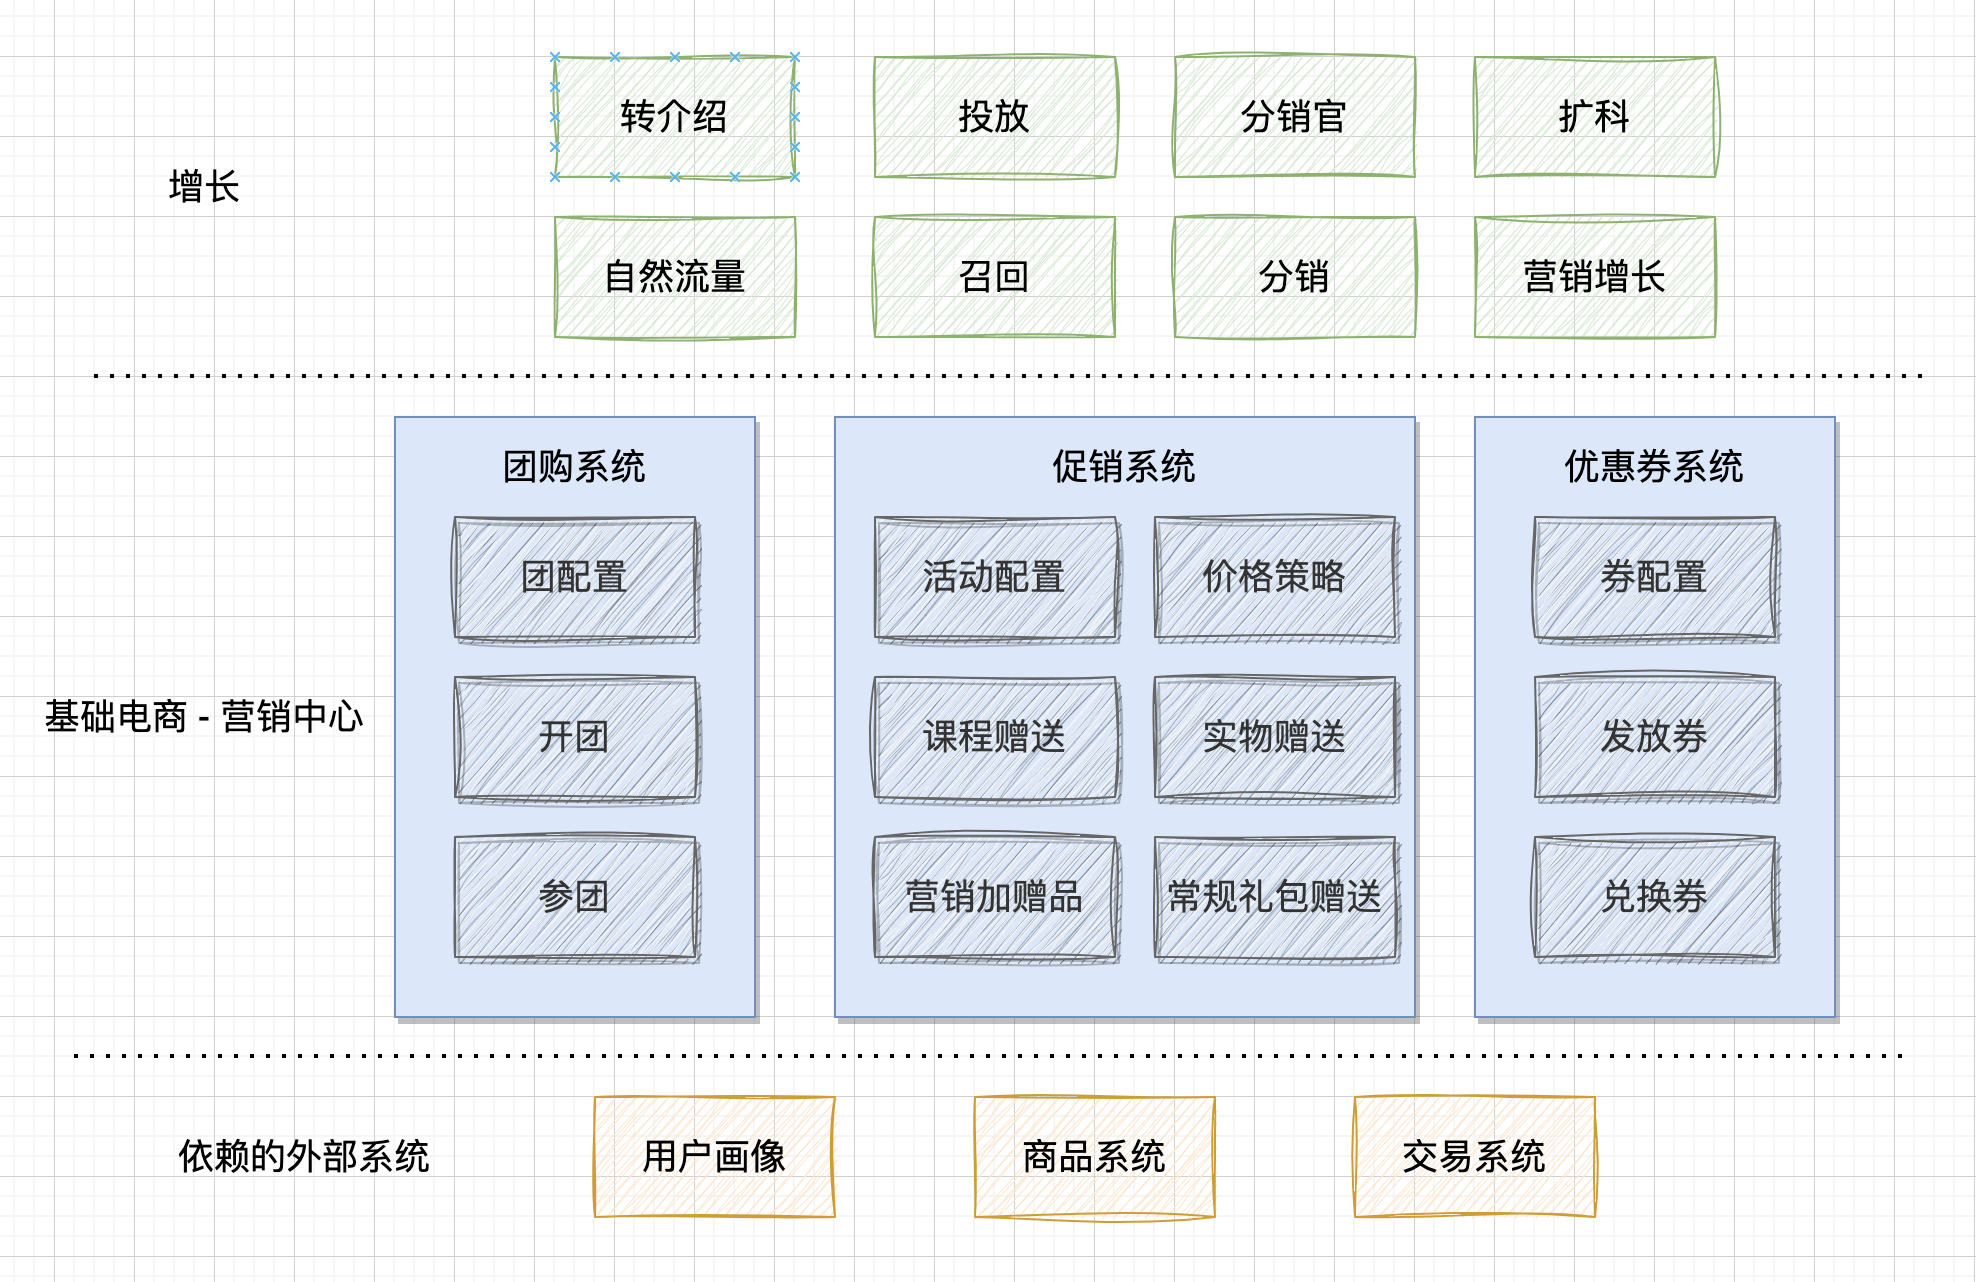 增长
转介绍
投放
分销官
扩科
自然流量
召回
分销
营销增长
基础电商 - 营销中心
团购系统
团配置
开团
参团
促销系统
活动配置
价格策略
课程赠送
实物赠送
营销加赠品
常规礼包赠送
优惠券系统
券配置
发放券
兑换券
依赖的外部系统
用户画像
商品系统
交易系统